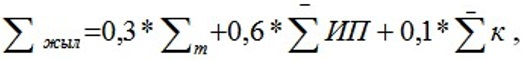 ∑ жыл =0,3* ∑ т +0,6* ∑̄ ИП + 0,1* ∑̄ к ,